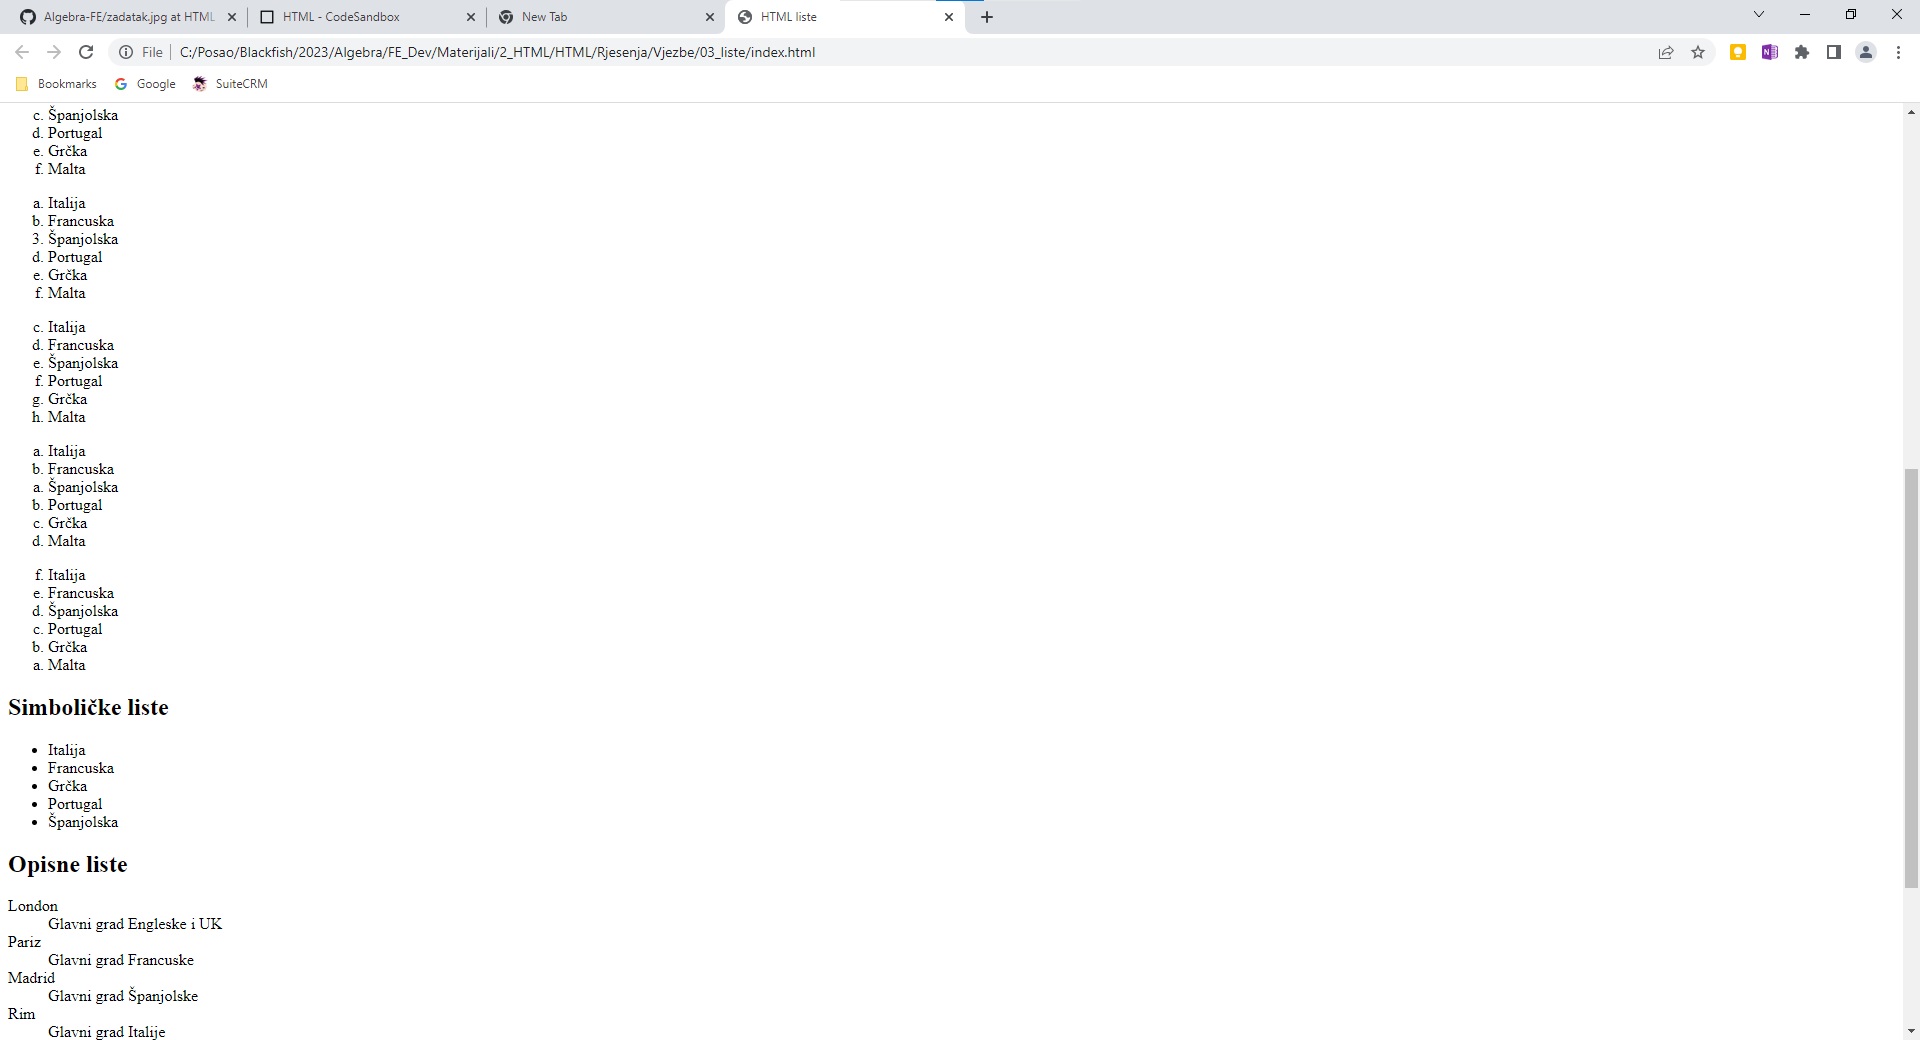 Algebra-FE/zadatak.jpg at HTML
HTML - CodeSandbox
New Tab
HTML liste
File
C:/Posao/Blackfish/2023/Algebra/FE_Dev/Materijali/2_HTML/HTML/Rjesenja/Vjezbe/03_liste/index.html
Bookmarks
Google
SuiteCRM
c. Španjolska
d. Portugal
e. Grčka
f. Malta
a. Italija
b. Francuska
3. Španjolska
d. Portugal
e. Grčka
f. Malta
c. Italija
d. Francuska
e. Španjolska
f. Portugal
g. Grčka
h. Malta
a. Italija
b. Francuska
a. Španjolska
b. Portugal
c. Grčka
d. Malta
f. Italija
e. Francuska
d. Španjolska
c. Portugal
b. Grčka
a. Malta
Simboličke liste
• Italija
• Francuska
• Grčka
• Portugal
• Španjolska
Opisne liste
London
Glavni grad Engleske i UK
Pariz
Glavni grad Francuske
Madrid
Glavni grad Španjolske
Rim
Glavni grad Italije